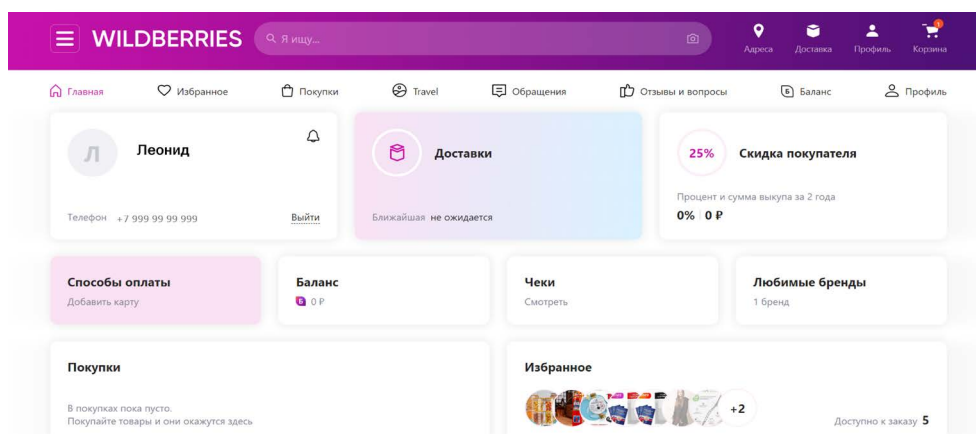 WILDBERRIES
Я ищу...
Адреса
Доставка
Профиль
1
Корзина
Главная
Избранное
Покупки
Travel
Обращения
Отзывы и вопросы
Б
Баланс
Профиль
Л
Леонид
Телефон +7 999 99 99 999
Выйти
Доставки
Ближайшая не ожидается
25%
Скидка покупателя
Процент и сумма выкупа за 2 года
0% 0 ₽
Способы оплаты
Добавить карту
Баланс
Б 0 ₽
Чеки
Смотреть
Любимые бренды
1 бренд
Покупки
В покупках пока пусто.
Покупайте товары и они окажутся здесь
Избранное
+2
Доступно к заказу 5